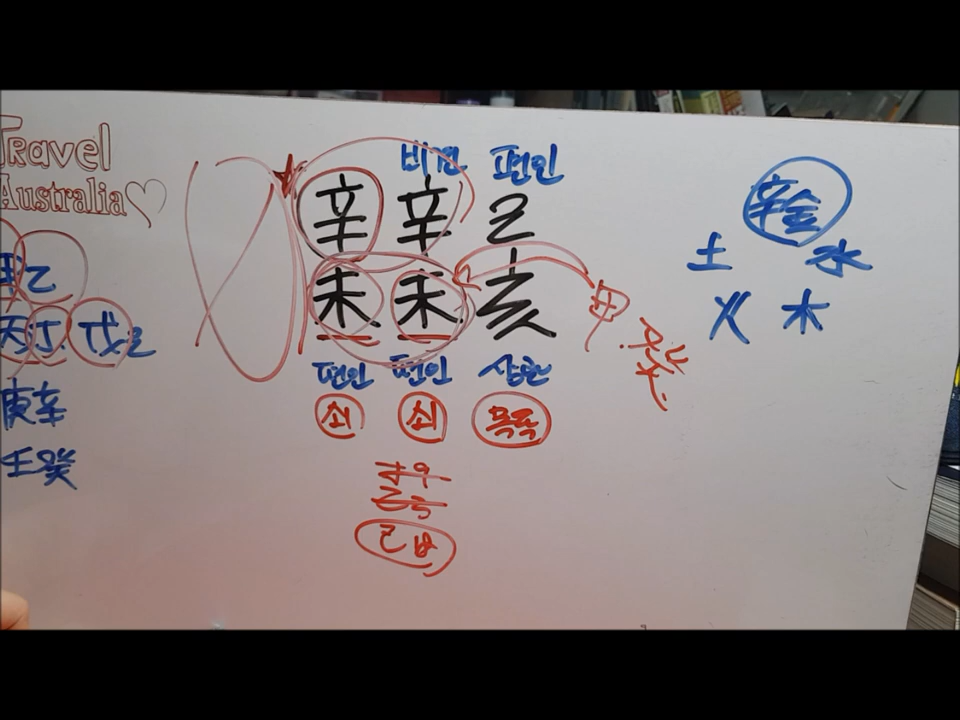 Travel
Australia
비견 편인
辛 辛 己
未 未 亥
편인 편인 상관
쇠 쇠 목욕
辛金
土 水
火 木
甲乙
丙丁 戊己
庚辛
壬癸